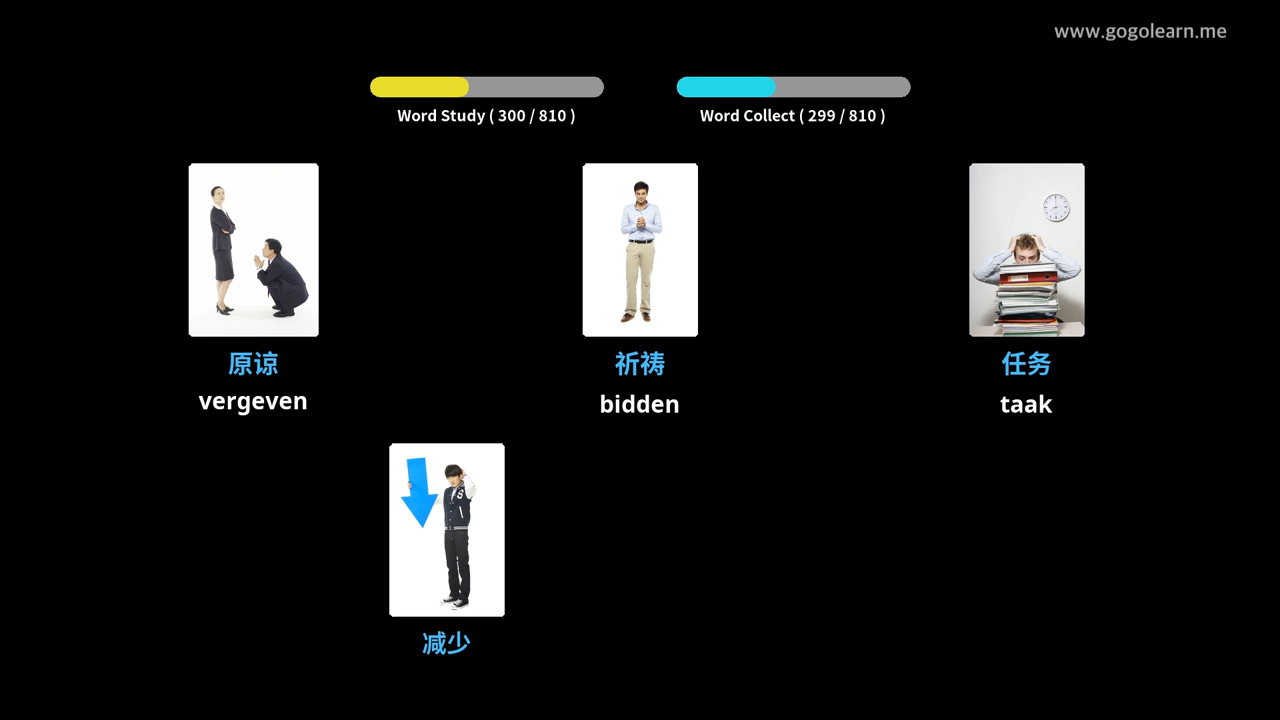 www.gogolearn.me
Word Study ( 300 / 810 )
Word Collect ( 299 / 810 )
原谅
祈祷
任务
vergeven
bidden
taak
减少